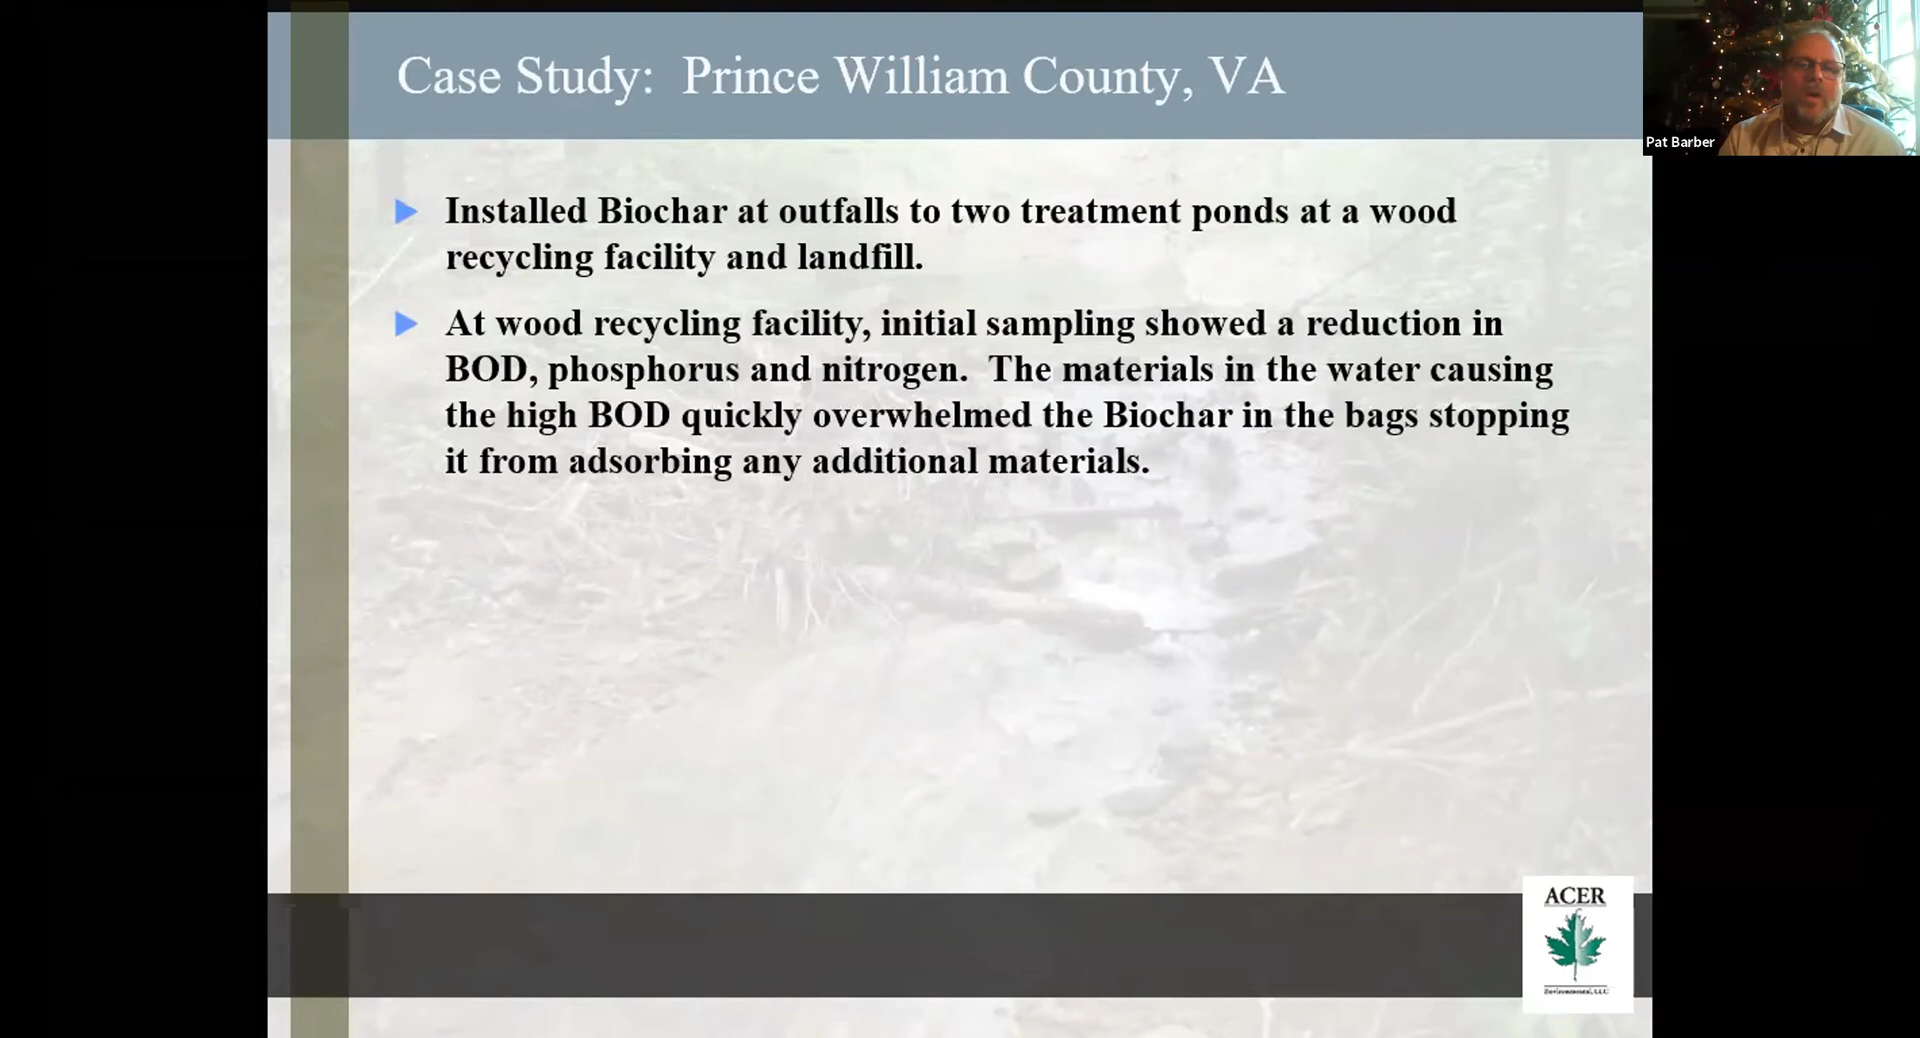 Case Study: Prince William County, VA
Pat Barber
Installed Biochar at outfalls to two treatment ponds at a wood
recycling facility and landfill.
At wood recycling facility, initial sampling showed a reduction in
BOD, phosphorus and nitrogen. The materials in the water causing
the high BOD quickly overwhelmed the Biochar in the bags stopping
it from adsorbing any additional materials.
ACER
Environmental, LLC